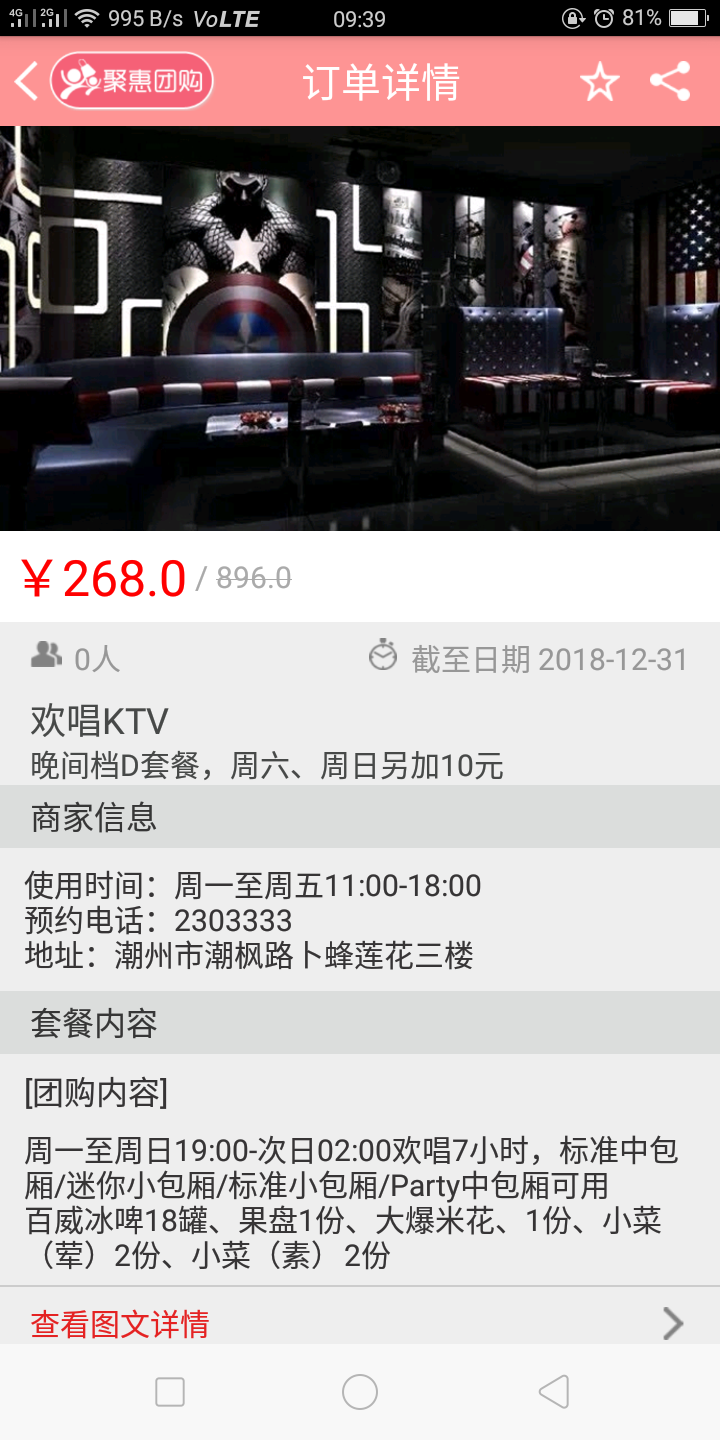 4G 2G 995 B/s VoLTE 09:39 81%
聚惠团购 订单详情
￥268.0 / 896.0
0人 截至日期 2018-12-31
欢唱KTV
晚间档D套餐，周六、周日另加10元
商家信息
使用时间：周一至周五11:00-18:00
预约电话：2303333
地址：潮州市潮枫路卜蜂莲花三楼
套餐内容
[团购内容]
周一至周日19:00-次日02:00欢唱7小时，标准中包
厢/迷你小包厢/标准小包厢/Party中包厢可用
百威冰啤18罐、果盘1份、大爆米花、1份、小菜
（荤）2份、小菜（素）2份
查看图文详情